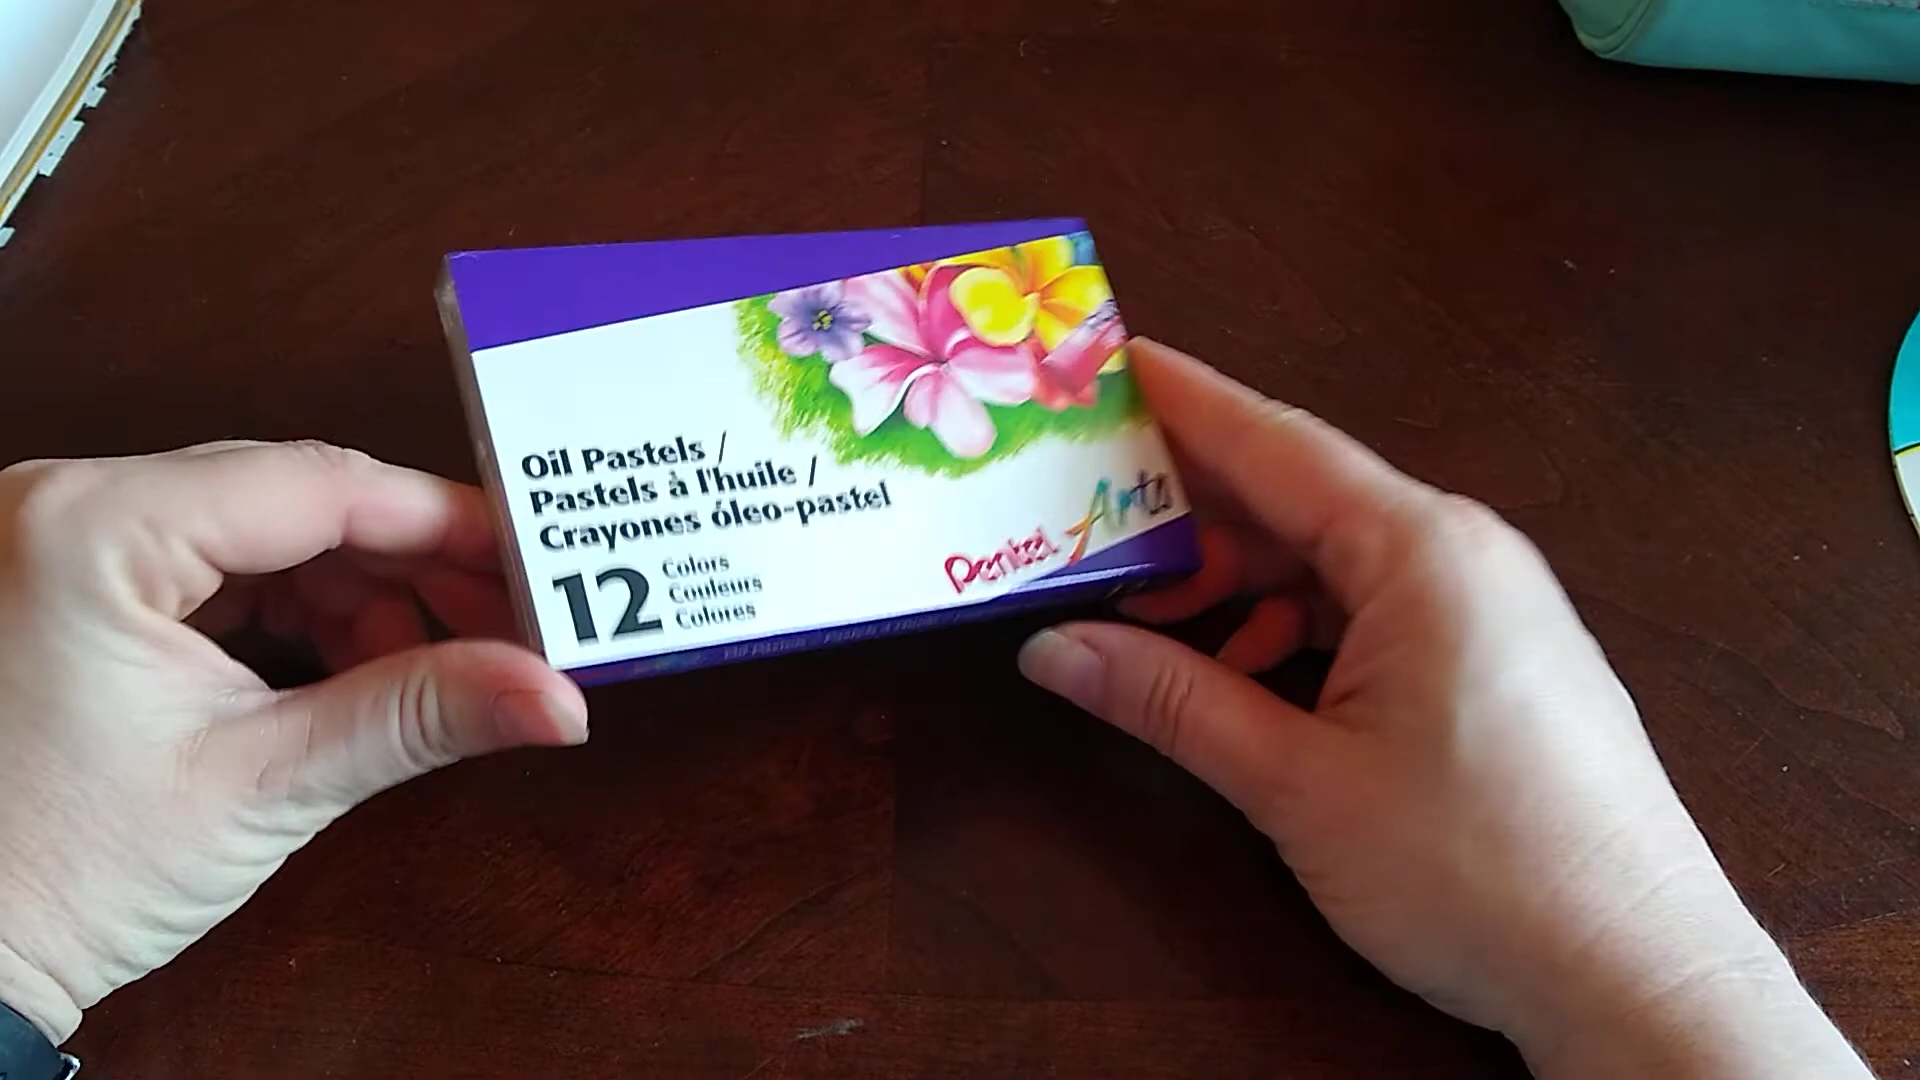 Oil Pastels /
Pastels à l'huile /
Crayones óleo-pastel
12
Colors
Couleurs
Colores
Pentel Arts